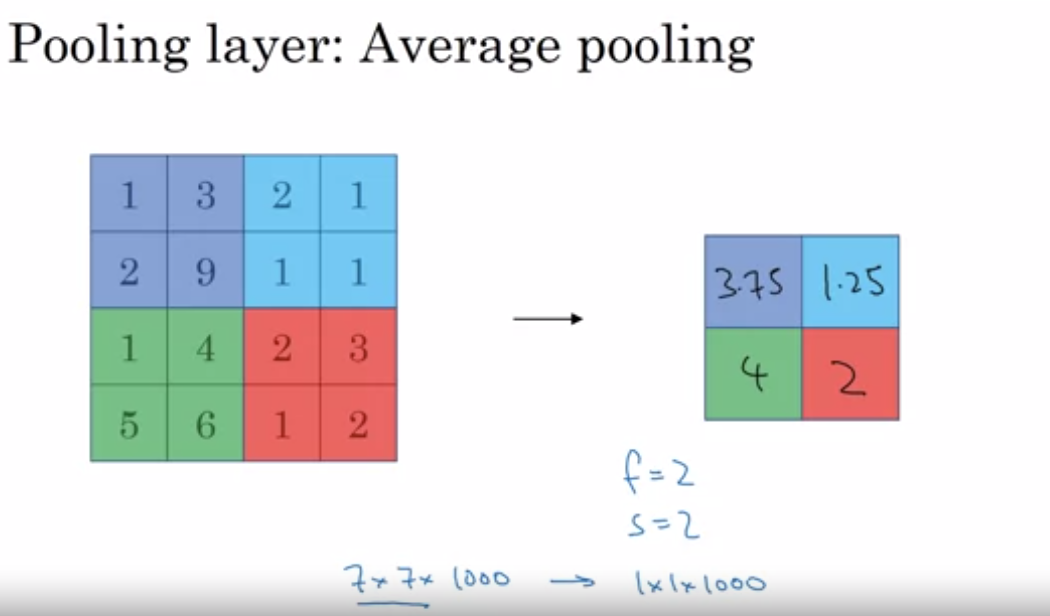 Pooling layer: Average pooling
1 3 2 1
2 9 1 1
1 4 2 3
5 6 1 2
3.75 1.25
4 2
f=2
s=2
7×7×1000 → 1×1×1000